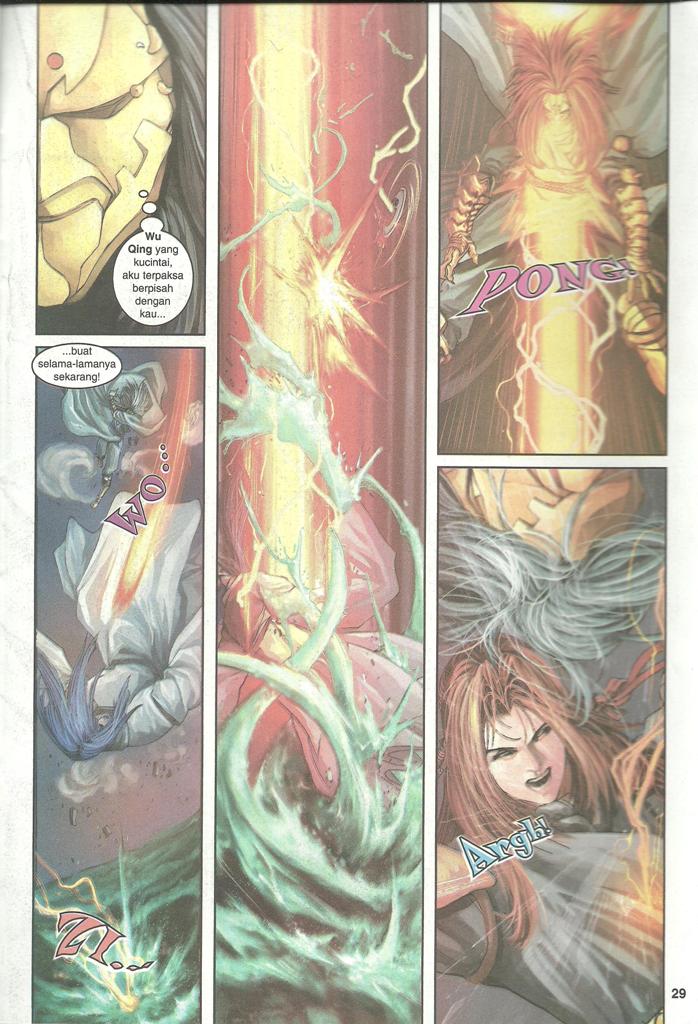 Wu
Qing yang
kucintai,
aku terpaksa
berpisah
dengan
kau...
...buat
selama-lamanya
sekarang!
WO...
ZI...
PONG!
Argh!
29